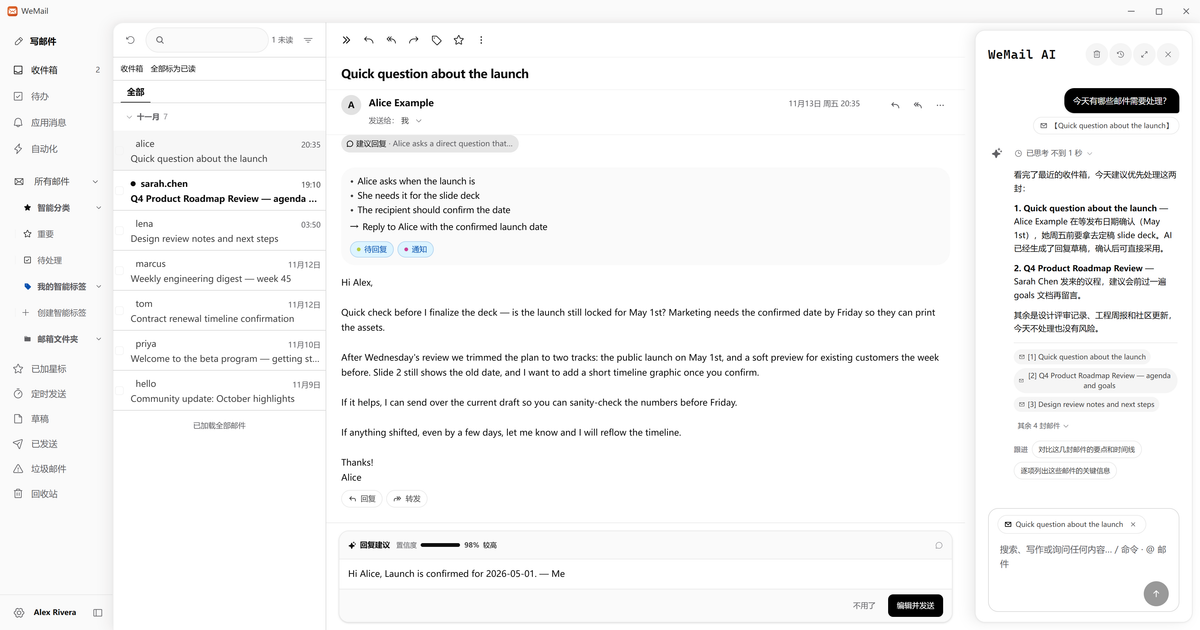 WeMail
写邮件
收件箱 2
待办
应用消息
自动化
所有邮件
智能分类
重要
待处理
我的智能标签
创建智能标签
邮箱文件夹
已加星标
定时发送
草稿
已发送
垃圾邮件
回收站
Alex Rivera
1 未读
收件箱 全部标为已读
全部
十一月 7
alice 20:35
Quick question about the launch
sarah.chen 19:10
Q4 Product Roadmap Review — agenda ...
lena 03:50
Design review notes and next steps
marcus 11月12日
Weekly engineering digest — week 45
tom 11月12日
Contract renewal timeline confirmation
priya 11月10日
Welcome to the beta program — getting st...
hello 11月9日
Community update: October highlights
已加载全部邮件
Quick question about the launch
A
Alice Example 11月13日 周五 20:35
发送给: 我
建议回复 · Alice asks a direct question that...
• Alice asks when the launch is
• She needs it for the slide deck
• The recipient should confirm the date
→ Reply to Alice with the confirmed launch date
待回复 通知
Hi Alex,
Quick check before I finalize the deck — is the launch still locked for May 1st? Marketing needs the confirmed date by Friday so they can print
the assets.
After Wednesday's review we trimmed the plan to two tracks: the public launch on May 1st, and a soft preview for existing customers the week
before. Slide 2 still shows the old date, and I want to add a short timeline graphic once you confirm.
If it helps, I can send over the current draft so you can sanity-check the numbers before Friday.
If anything shifted, even by a few days, let me know and I will reflow the timeline.
Thanks!
Alice
回复 转发
回复建议 置信度 98% 较高
Hi Alice, Launch is confirmed for 2026-05-01. — Me
不用了 编辑并发送
WeMail AI
今天有哪些邮件需要处理?
【Quick question about the launch】
已思考 不到 1 秒
看完了最近的收件箱，今天建议优先处理这两
封：
1. Quick question about the launch —
Alice Example 在等发布日期确认（May
1st），她周五前要拿去定稿 slide deck。AI
已经生成了回复草稿，确认后可直接采用。
2. Q4 Product Roadmap Review —
Sarah Chen 发来的议程，建议会前过一遍
goals 文档再留言。
其余是设计评审记录、工程周报和社区更新，
今天不处理也没有风险。
[1] Quick question about the launch
[2] Q4 Product Roadmap Review — agenda
and goals
[3] Design review notes and next steps
其余 4 封邮件
跟进 对比这几封邮件的要点和时间线
逐项列出这些邮件的关键信息
Quick question about the launch ×
搜索、写作或询问任何内容... / 命令 · @ 邮
件